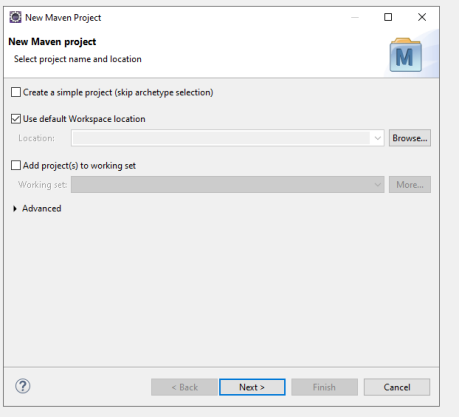 New Maven Project
New Maven project
Select project name and location
M
Create a simple project (skip archetype selection)
Use default Workspace location
Location:
Browse...
Add project(s) to working set
Working set:
More...
Advanced
?
< Back
Next >
Finish
Cancel